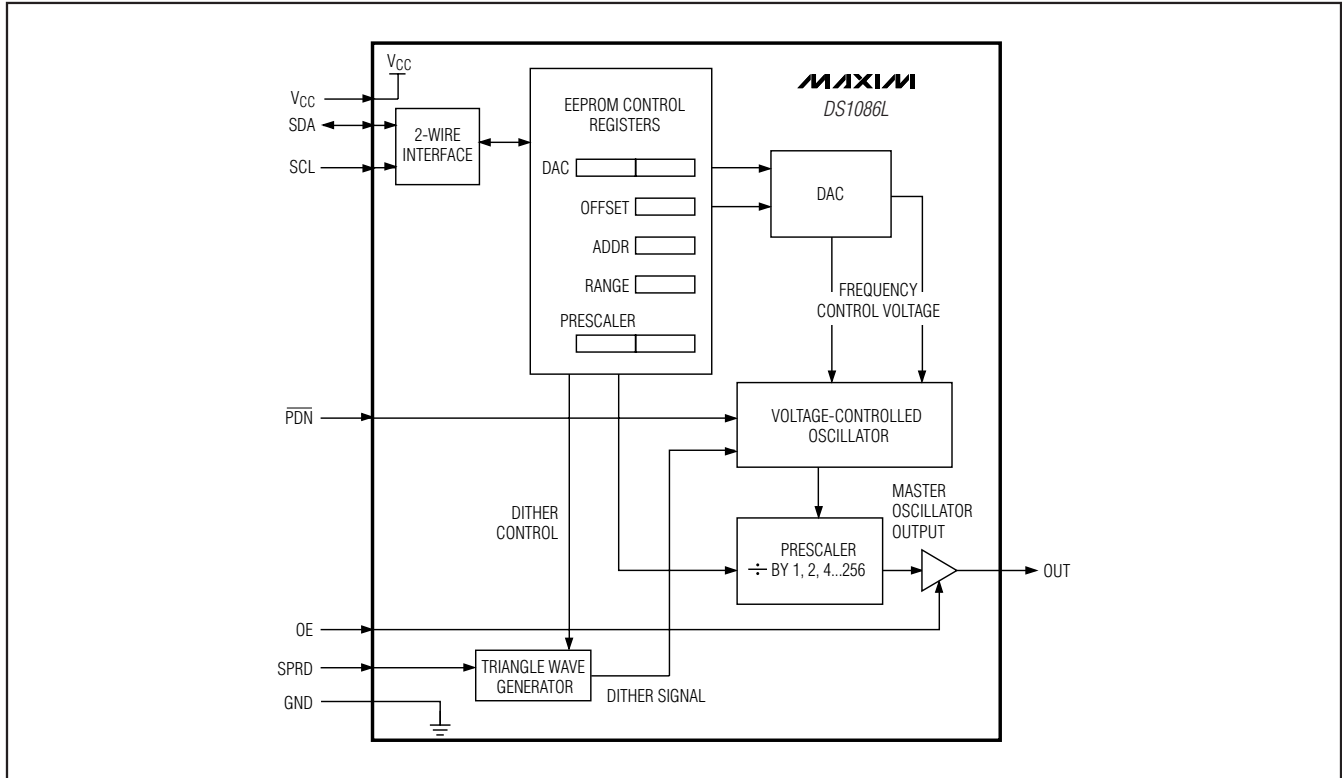 V_CC
V_CC
SDA
SCL
2-WIRE
INTERFACE
EEPROM CONTROL
REGISTERS
DAC
OFFSET
ADDR
RANGE
PRESCALER
MAXIM
DS1086L
DAC
FREQUENCY
CONTROL VOLTAGE
PDN
VOLTAGE-CONTROLLED
OSCILLATOR
DITHER
CONTROL
MASTER
OSCILLATOR
OUTPUT
PRESCALER
÷ BY 1, 2, 4...256
OUT
OE
SPRD
TRIANGLE WAVE
GENERATOR
DITHER SIGNAL
GND